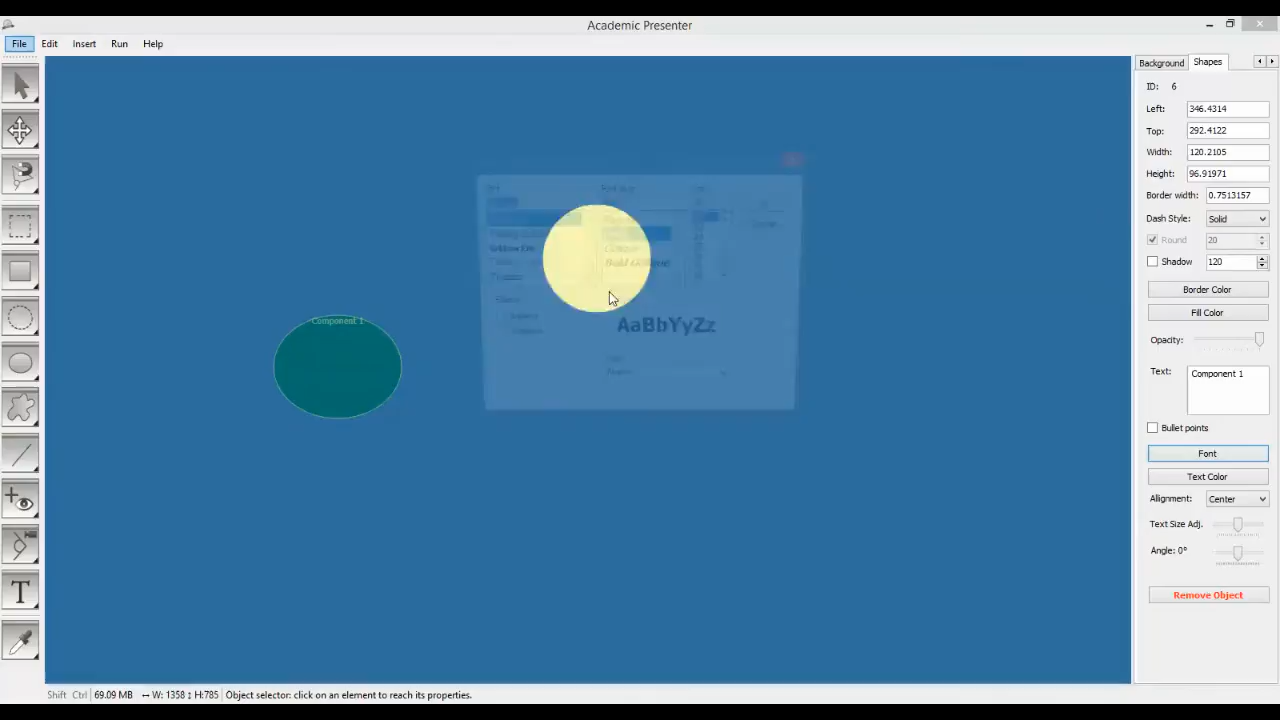 Academic Presenter
File Edit Insert Run Help
Background Shapes
ID: 6
Left: 346.4314
Top: 292.4122
Width: 120.2105
Height: 96.91971
Border width: 0.7513157
Dash Style: Solid
Round 20
Shadow 120
Border Color
Fill Color
Opacity:
Text: Component 1
Bullet points
Font
Text Color
Allignment: Center
Text Size Adj.
Angle: 0°
Remove Object
Bold Oblique
AaBbYyZz
Component 1
T
Shift Ctrl 69.09 MB ↔ W: 1358 ↕ H:785 Object selector: click on an element to reach its properties.